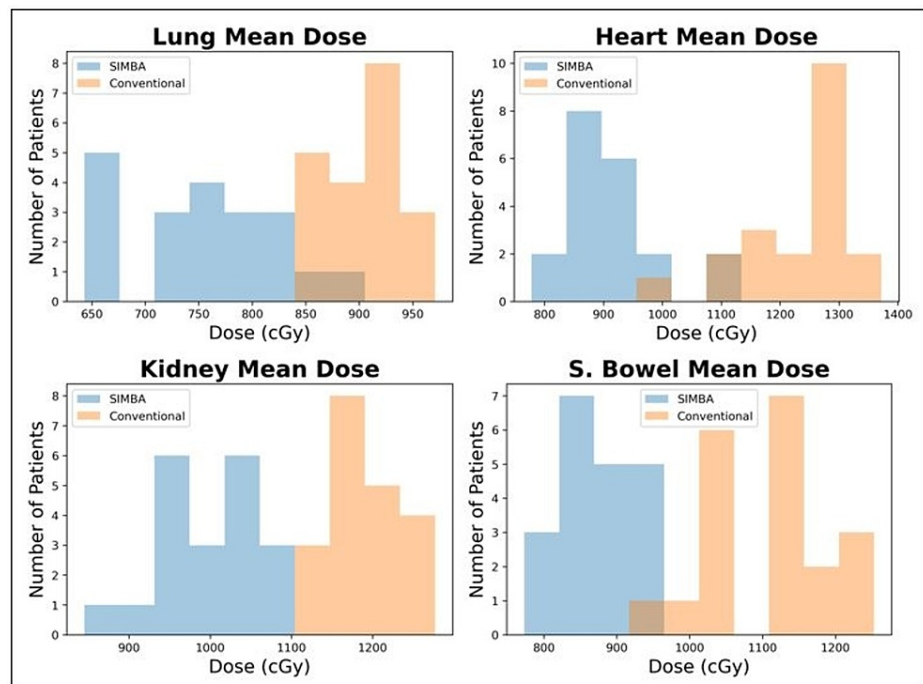 Lung Mean Dose
SIMBA
Conventional
Number of Patients
8
7
6
5
4
3
2
1
0
650 700 750 800 850 900 950
Dose (cGy)
Heart Mean Dose
SIMBA
Conventional
Number of Patients
10
8
6
4
2
0
800 900 1000 1100 1200 1300 1400
Dose (cGy)
Kidney Mean Dose
SIMBA
Conventional
Number of Patients
8
7
6
5
4
3
2
1
0
900 1000 1100 1200
Dose (cGy)
S. Bowel Mean Dose
SIMBA
Conventional
Number of Patients
7
6
5
4
3
2
1
0
800 900 1000 1100 1200
Dose (cGy)